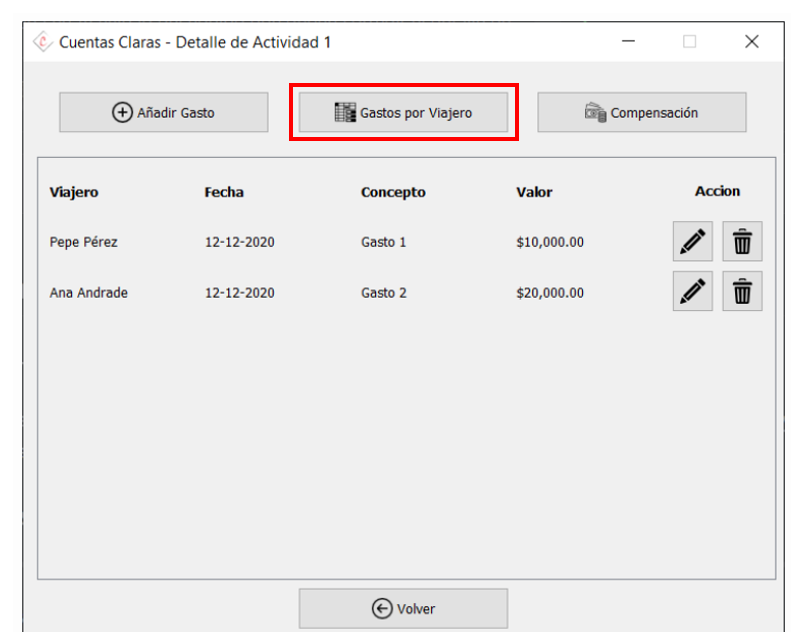 Cuentas Claras - Detalle de Actividad 1
Añadir Gasto Gastos por Viajero Compensación
Viajero Fecha Concepto Valor Accion
Pepe Pérez 12-12-2020 Gasto 1 $10,000.00
Ana Andrade 12-12-2020 Gasto 2 $20,000.00
Volver